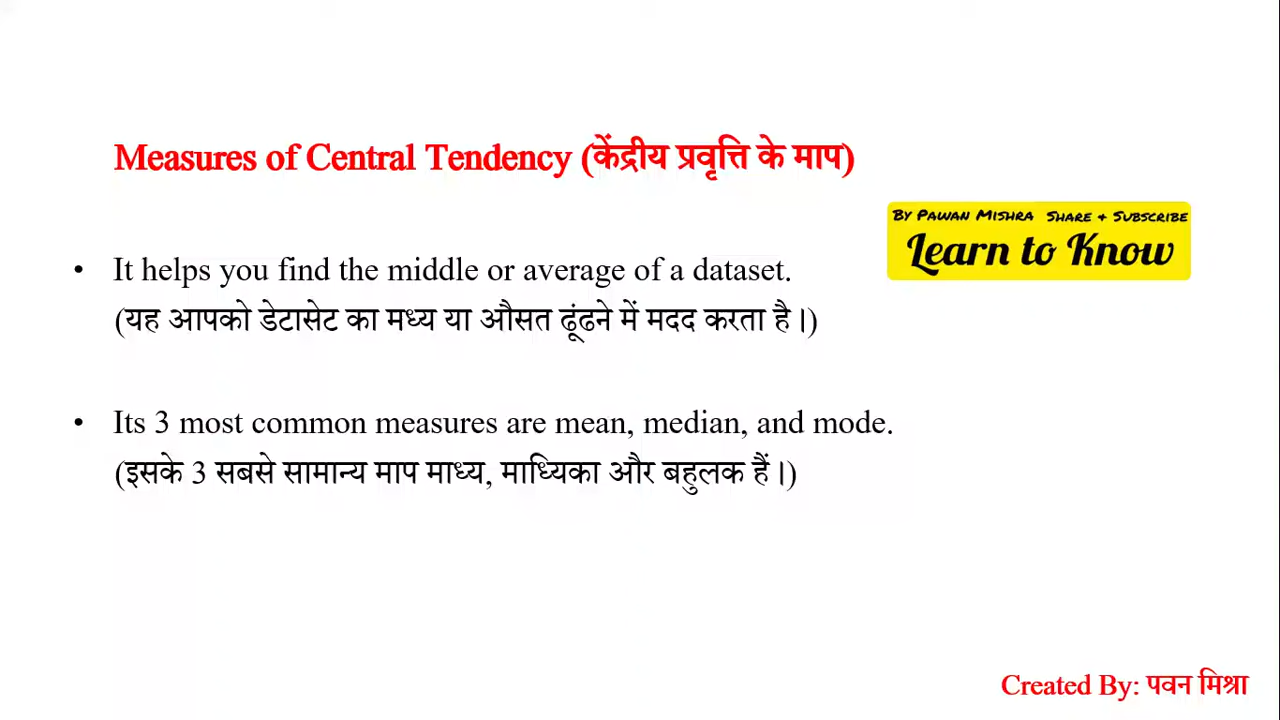 Measures of Central Tendency (केंद्रीय प्रवृत्ति के माप)
By Pawan Mishra Share & Subscribe
Learn to Know
• It helps you find the middle or average of a dataset.
(यह आपको डेटासेट का मध्य या औसत ढूंढने में मदद करता है।)
• Its 3 most common measures are mean, median, and mode.
(इसके 3 सबसे सामान्य माप माध्य, माध्यिका और बहुलक हैं।)
Created By: पवन मिश्रा